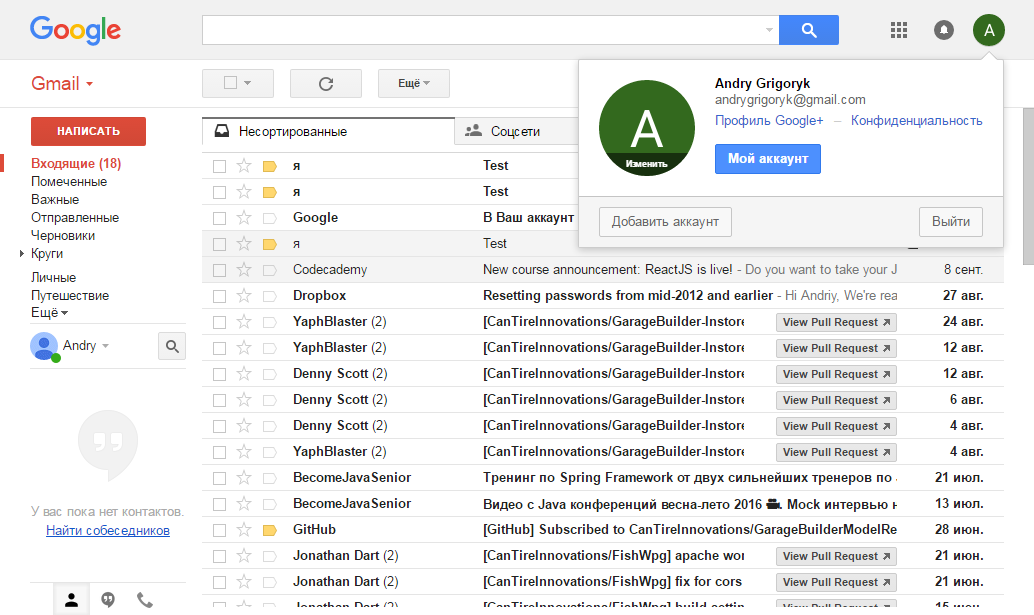 Google
A
Gmail
Ещё
Andry Grigoryk
andrygrigoryk@gmail.com
Профиль Google+ – Конфиденциальность
A
Изменить
Мой аккаунт
Добавить аккаунт
Выйти
НАПИСАТЬ
Входящие (18)
Помеченные
Важные
Отправленные
Черновики
Круги
Личные
Путешествие
Ещё
Andry
У вас пока нет контактов.
Найти собеседников
Несортированные
Соцсети
я Test
я Test
Google В Ваш аккаунт
я Test
Codecademy New course announcement: ReactJS is live! - Do you want to take your J 8 сент.
Dropbox Resetting passwords from mid-2012 and earlier - Hi Andriy, We're rea 27 авг.
YaphBlaster (2) [CanTireInnovations/GarageBuilder-Instore View Pull Request 24 авг.
YaphBlaster (2) [CanTireInnovations/GarageBuilder-Instore View Pull Request 12 авг.
Denny Scott (2) [CanTireInnovations/GarageBuilder-Instore View Pull Request 12 авг.
Denny Scott (2) [CanTireInnovations/GarageBuilder-Instore View Pull Request 6 авг.
Denny Scott (2) [CanTireInnovations/GarageBuilder-Instore View Pull Request 4 авг.
YaphBlaster (2) [CanTireInnovations/GarageBuilder-Instore View Pull Request 4 авг.
BecomeJavaSenior Тренинг по Spring Framework от двух сильнейших тренеров по 21 июл.
BecomeJavaSenior Видео с Java конференций весна-лето 2016 Mock интервью н 13 июл.
GitHub [GitHub] Subscribed to CanTireInnovations/GarageBuilderModelRe 28 июн.
Jonathan Dart (2) [CanTireInnovations/FishWpg] apache wor View Pull Request 21 июн.
Jonathan Dart (2) [CanTireInnovations/FishWpg] fix for cors View Pull Request 21 июн.
Jonathan Dart (2) [CanTireInnovations/FishWpg] build settin View Pull Request 15 июн.